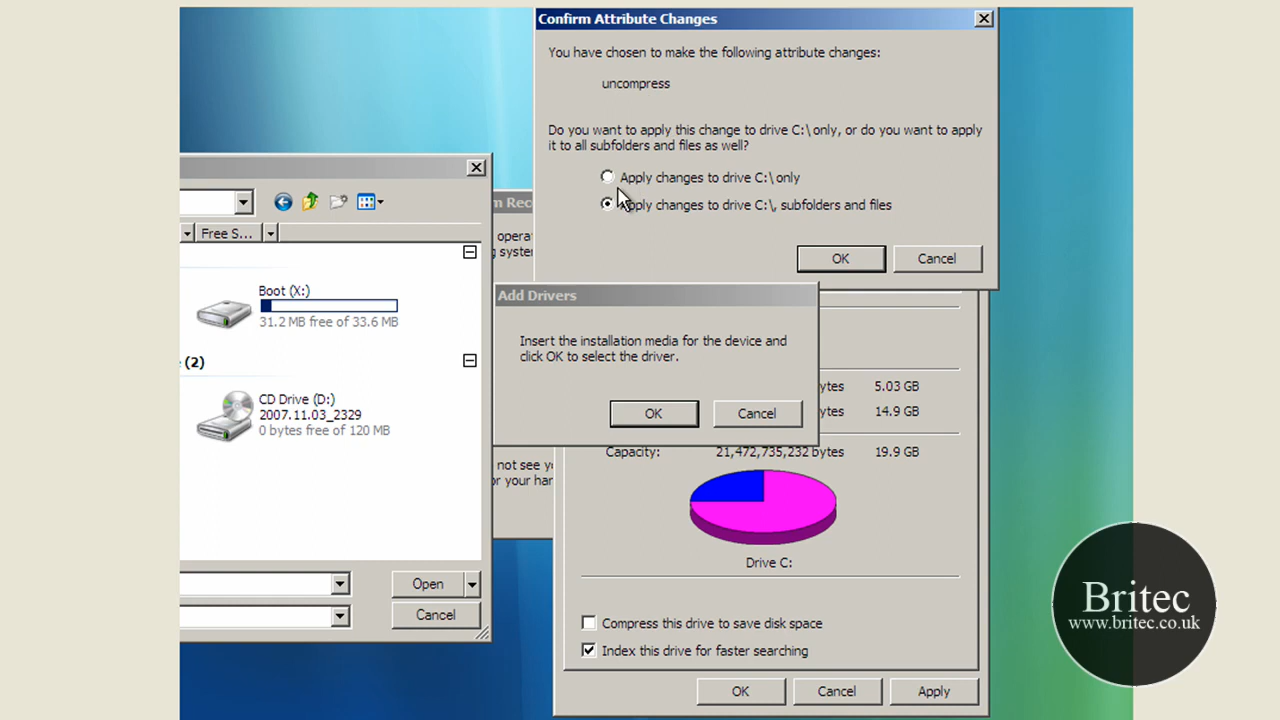 Confirm Attribute Changes
You have chosen to make the following attribute changes:
uncompress
Do you want to apply this change to drive C:\ only, or do you want to apply
it to all subfolders and files as well?
Apply changes to drive C:\ only
Apply changes to drive C:\, subfolders and files
OK
Cancel
Free S...
Boot (X:)
31.2 MB free of 33.6 MB
(2)
CD Drive (D:)
2007.11.03_2329
0 bytes free of 120 MB
Open
Cancel
Add Drivers
Insert the installation media for the device and
click OK to select the driver.
OK
Cancel
ytes 5.03 GB
ytes 14.9 GB
Capacity: 21,472,735,232 bytes 19.9 GB
not see
your
Drive C:
Compress this drive to save disk space
Index this drive for faster searching
OK
Cancel
Apply
Britec
www.britec.co.uk